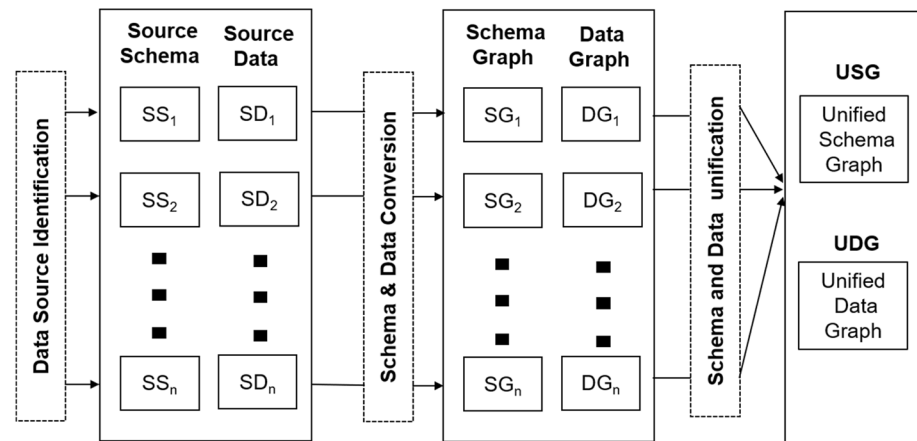 Data Source Identification
Source
Schema
Source
Data
SS1
SD1
SS2
SD2
SSn
SDn
Schema & Data Conversion
Schema
Graph
Data
Graph
SG1
DG1
SG2
DG2
SGn
DGn
Schema and Data unification
USG
Unified
Schema
Graph
UDG
Unified
Data
Graph